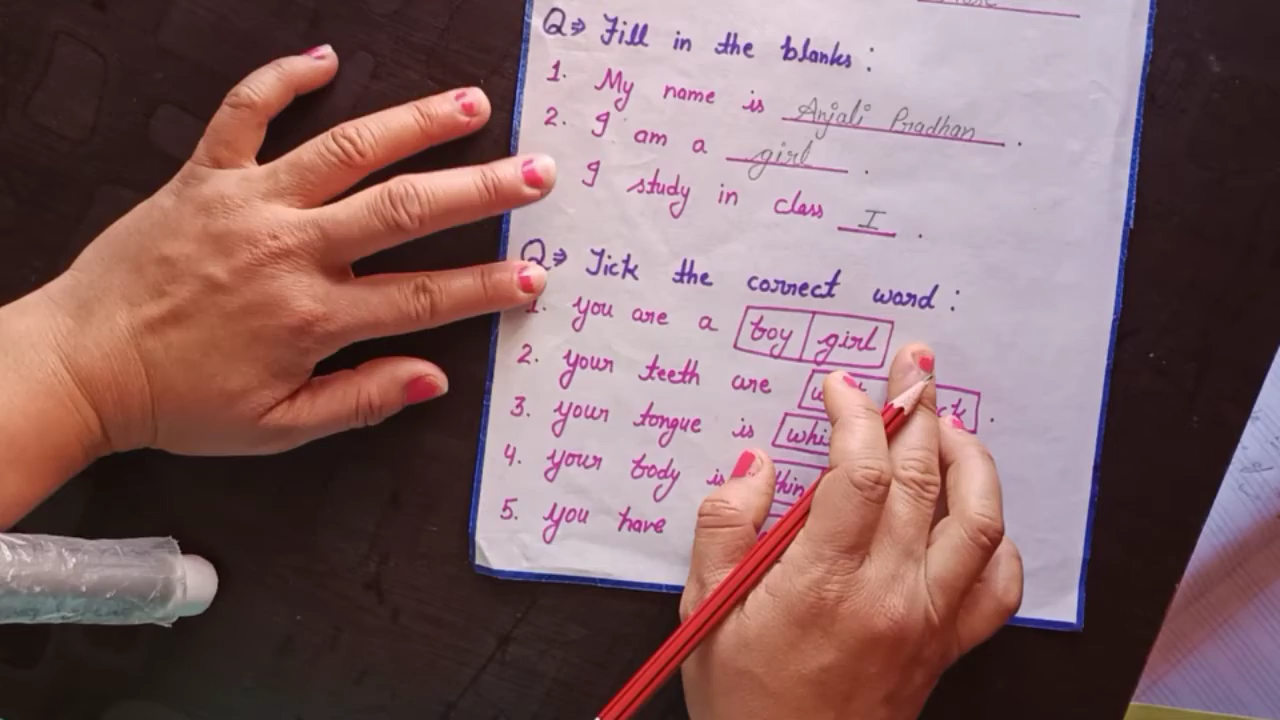 Q⇒ Fill in the blanks :
1. My name is Anjali Pradhan .
2. I am a girl .
I study in class I .
Q⇒ Tick the correct word :
1. you are a boy girl
2. your teeth are
3. your tongue is
4. your body is
5. you have